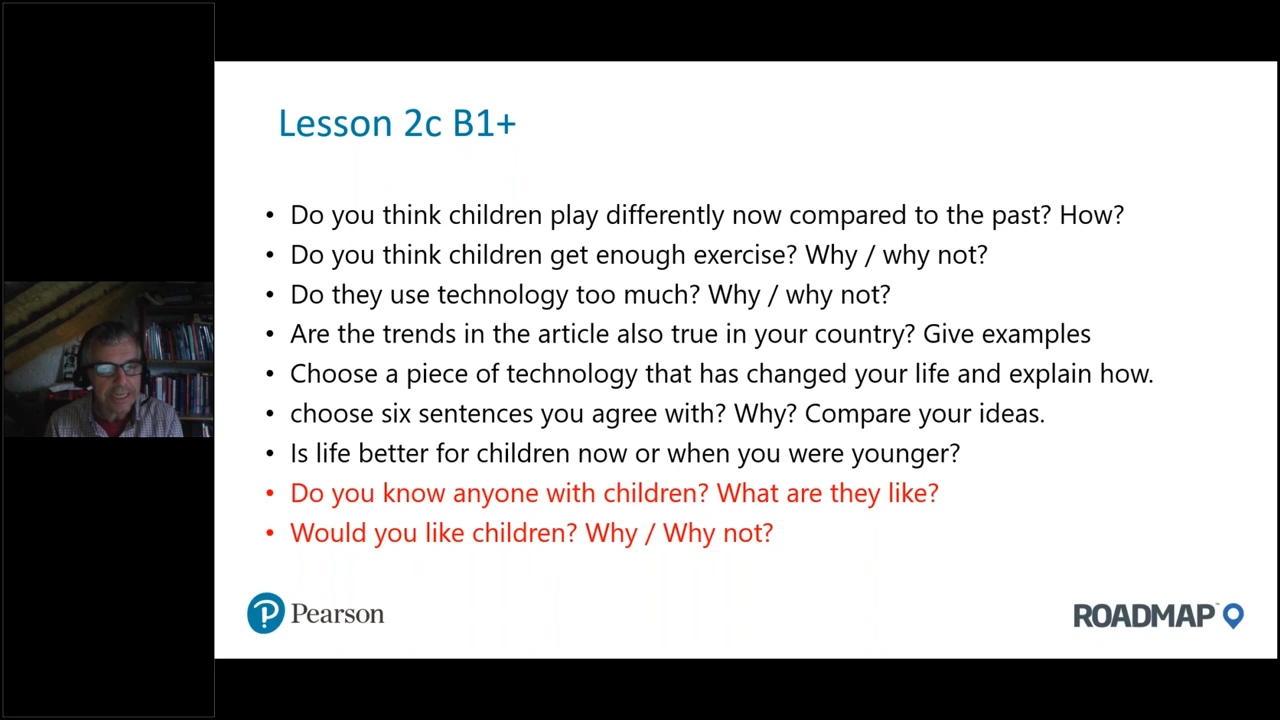 Lesson 2c B1+
• Do you think children play differently now compared to the past? How?
• Do you think children get enough exercise? Why / why not?
• Do they use technology too much? Why / why not?
• Are the trends in the article also true in your country? Give examples
• Choose a piece of technology that has changed your life and explain how.
• choose six sentences you agree with? Why? Compare your ideas.
• Is life better for children now or when you were younger?
• Do you know anyone with children? What are they like?
• Would you like children? Why / Why not?
Pearson
ROADMAP